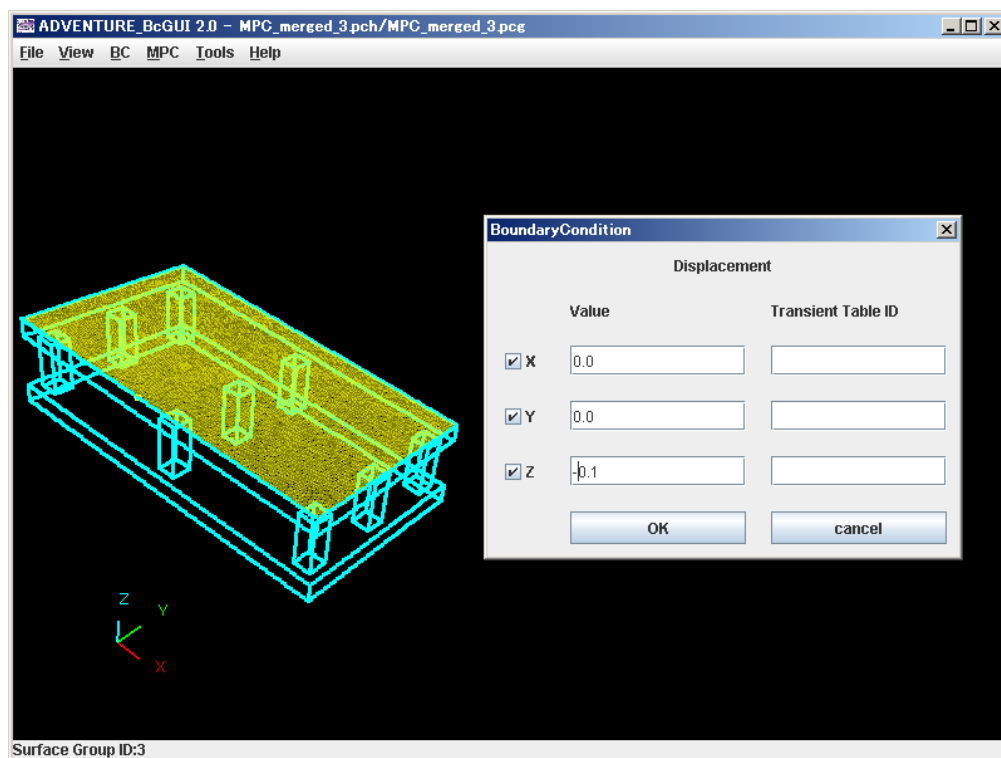 ADVENTURE_BcGUI 2.0 - MPC_merged_3.pch/MPC_merged_3.pcg
File View BC MPC Tools Help
BoundaryCondition
Displacement
Value Transient Table ID
X 0.0
Y 0.0
Z -0.1
OK cancel
Z
Y
X
Surface Group ID:3